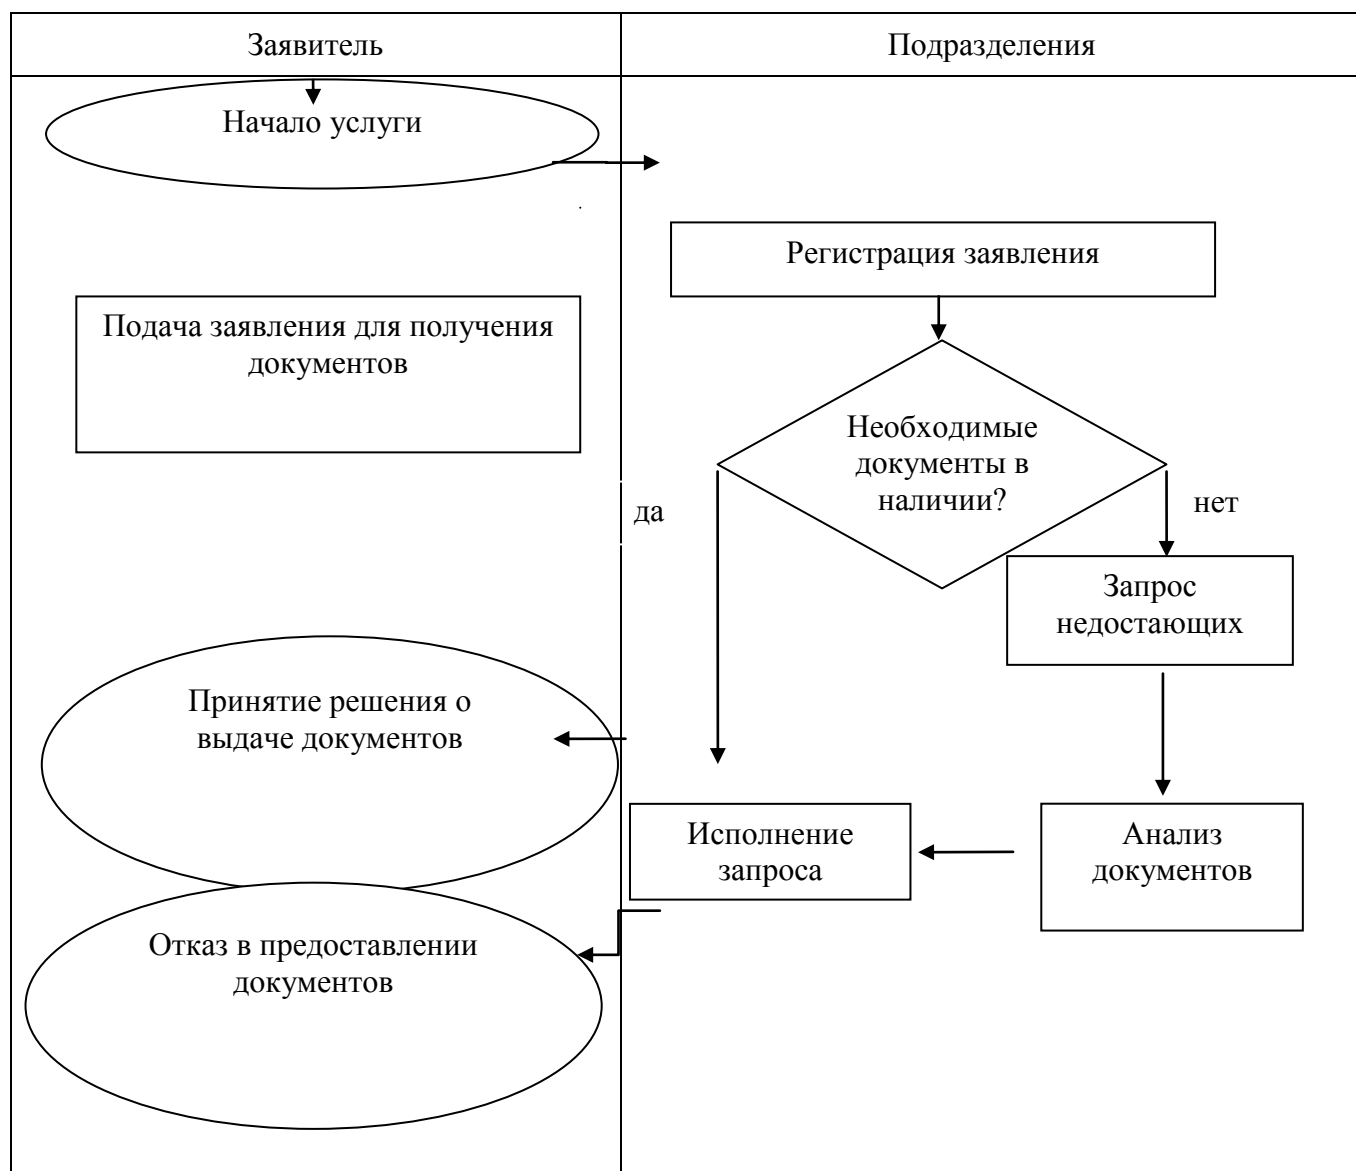 Заявитель
Подразделения
Начало услуги
Регистрация заявления
Подача заявления для получения
документов
Необходимые
документы в
наличии?
да
нет
Запрос
недостающих
Принятие решения о
выдаче документов
Исполнение
запроса
Анализ
документов
Отказ в предоставлении
документов